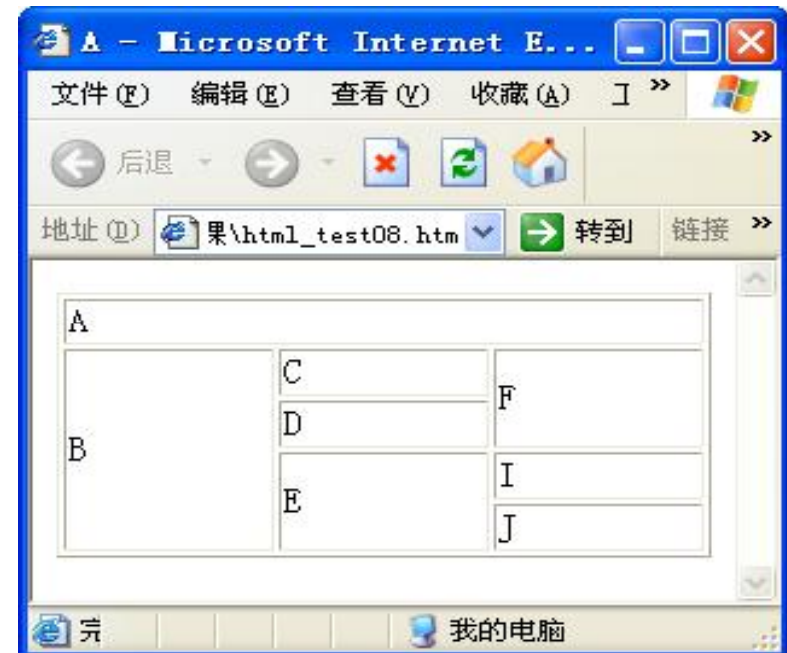 A - Microsoft Internet E...
文件(F) 编辑(E) 查看(V) 收藏(A) 工 »
后退 »
地址(D) 果\html_test08.htm 转到 链接 »
A
C
F
D
B
I
E
J
完 我的电脑